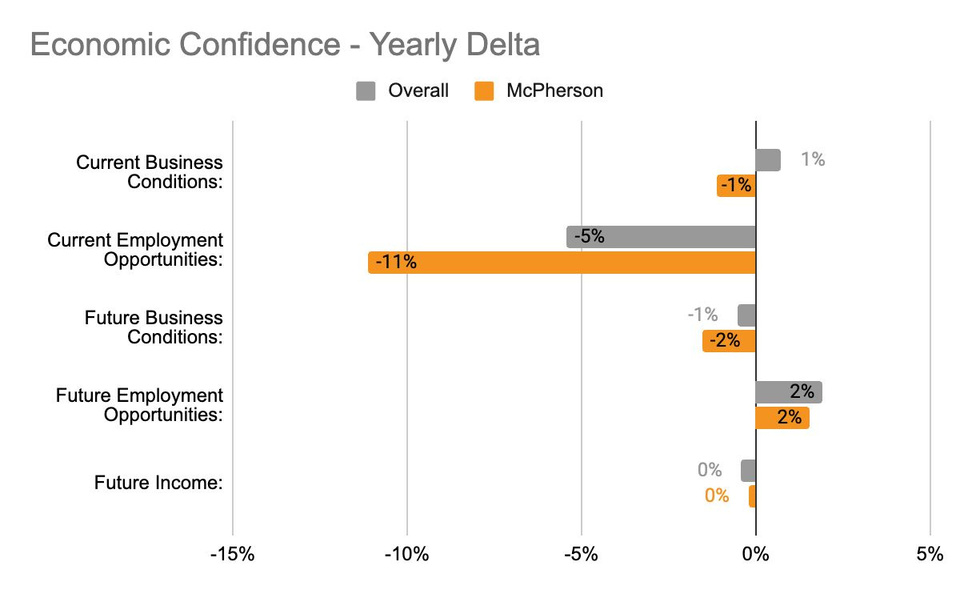 Economic Confidence - Yearly Delta
Overall
McPherson
Current Business
Conditions:
1%
-1%
Current Employment
Opportunities:
-5%
-11%
Future Business
Conditions:
-1%
-2%
Future Employment
Opportunities:
2%
2%
Future Income:
0%
0%
-15%
-10%
-5%
0%
5%